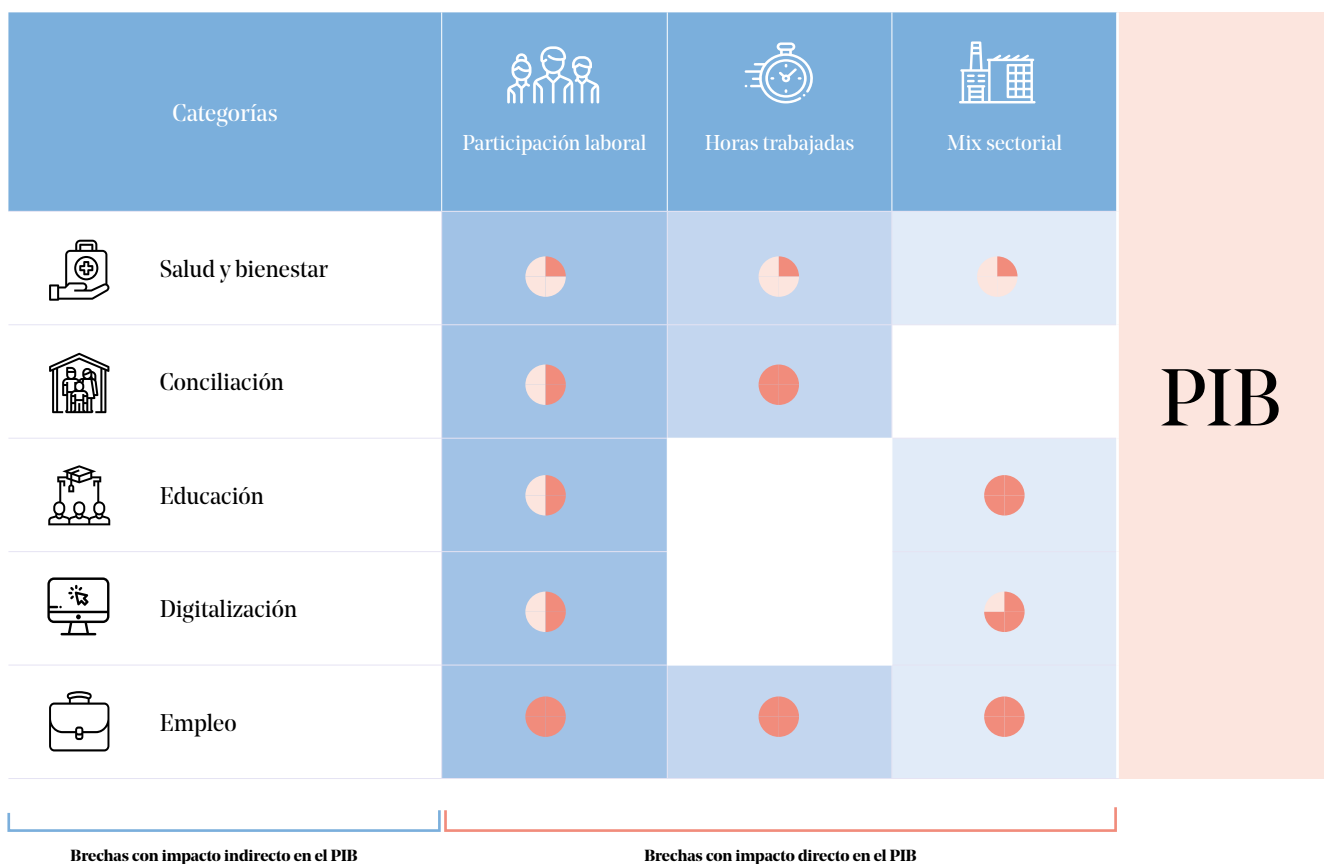 Categorías
Participación laboral
Horas trabajadas
Mix sectorial
Salud y bienestar
Conciliación
PIB
Educación
Digitalización
Empleo
Brechas con impacto indirecto en el PIB
Brechas con impacto directo en el PIB